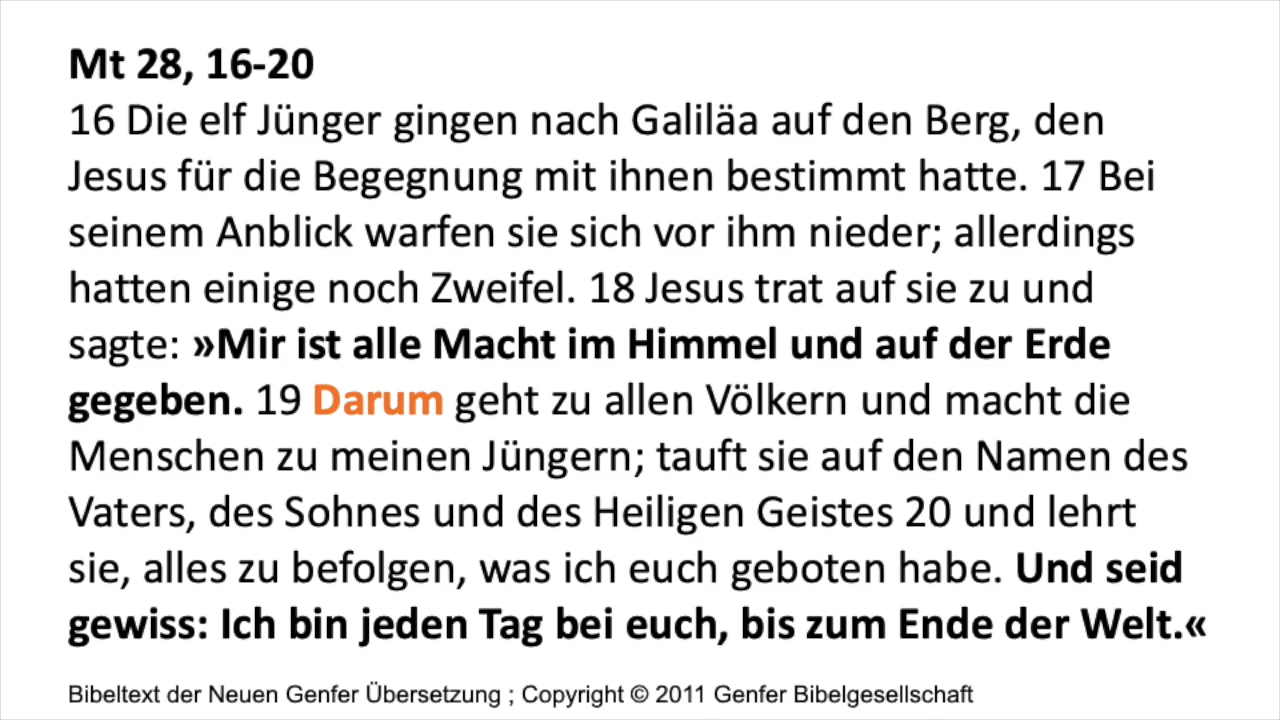 Mt 28, 16-20
16 Die elf Jünger gingen nach Galiläa auf den Berg, den
Jesus für die Begegnung mit ihnen bestimmt hatte. 17 Bei
seinem Anblick warfen sie sich vor ihm nieder; allerdings
hatten einige noch Zweifel. 18 Jesus trat auf sie zu und
sagte: »Mir ist alle Macht im Himmel und auf der Erde
gegeben. 19 Darum geht zu allen Völkern und macht die
Menschen zu meinen Jüngern; tauft sie auf den Namen des
Vaters, des Sohnes und des Heiligen Geistes 20 und lehrt
sie, alles zu befolgen, was ich euch geboten habe. Und seid
gewiss: Ich bin jeden Tag bei euch, bis zum Ende der Welt.«
Bibeltext der Neuen Genfer Übersetzung ; Copyright © 2011 Genfer Bibelgesellschaft